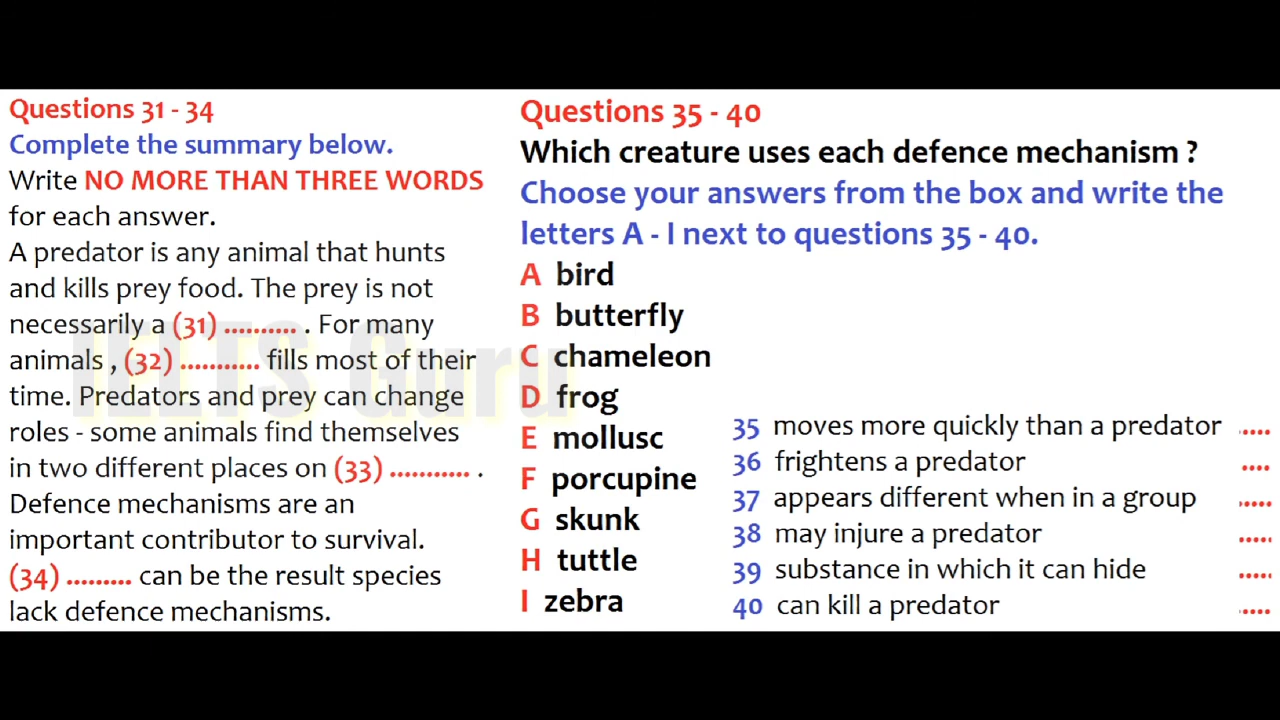 Questions 31 - 34
Complete the summary below.
Write NO MORE THAN THREE WORDS
for each answer.
A predator is any animal that hunts
and kills prey food. The prey is not
necessarily a (31) .......... . For many
animals , (32) ........... fills most of their
time. Predators and prey can change
roles - some animals find themselves
in two different places on (33) ........... .
Defence mechanisms are an
important contributor to survival.
(34) ......... can be the result species
lack defence mechanisms.
IELTS Guru
Questions 35 - 40
Which creature uses each defence mechanism ?
Choose your answers from the box and write the
letters A - I next to questions 35 - 40.
A bird
B butterfly
C chameleon
D frog
E mollusc
F porcupine
G skunk
H tuttle
I zebra
35 moves more quickly than a predator .....
36 frightens a predator ....
37 appears different when in a group .....
38 may injure a predator .....
39 substance in which it can hide .....
40 can kill a predator ....